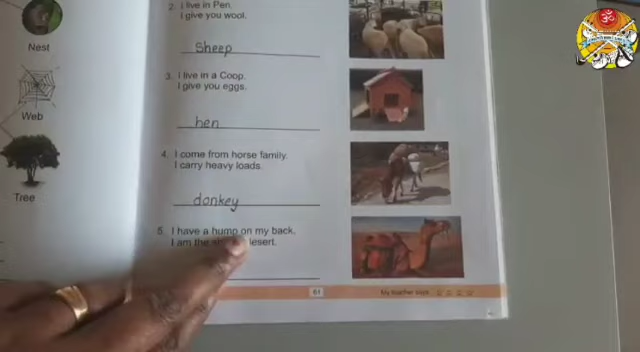 Nest
Web
Tree
2. I live in Pen.
I give you wool.
Sheep
3. I live in a Coop.
I give you eggs.
hen
4. I come from horse family.
I carry heavy loads.
donkey
5. I have a hump on my back.
I am the desert.
61
My teacher says